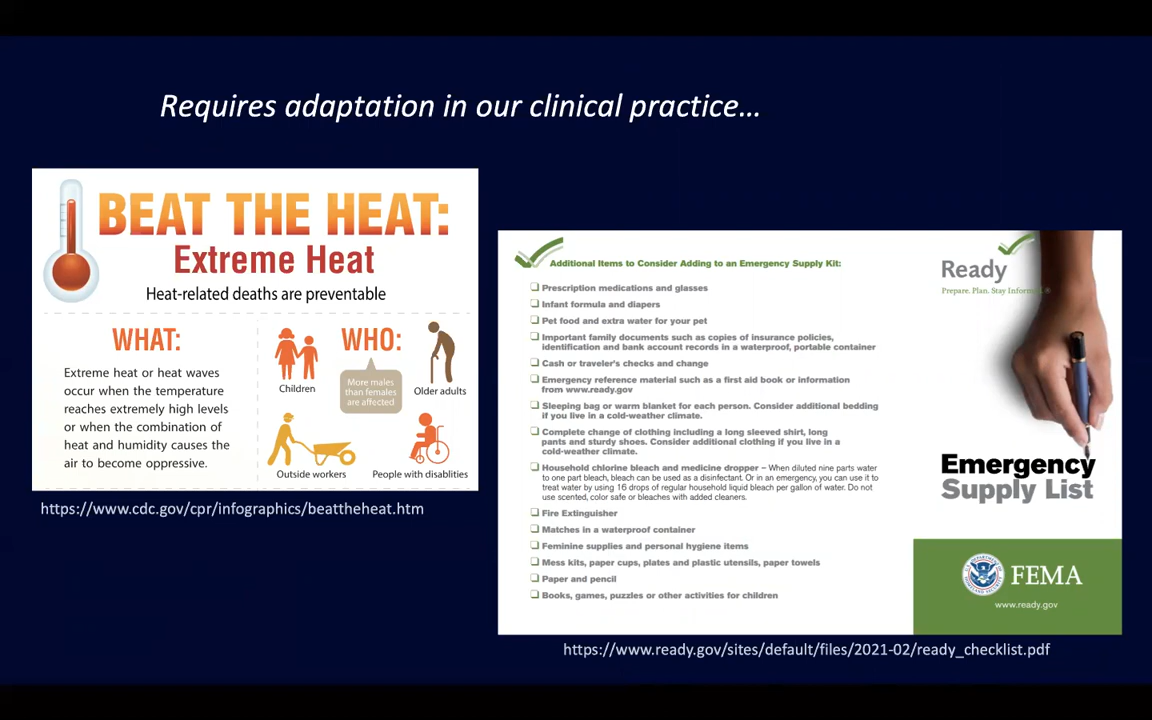 Requires adaptation in our clinical practice…
BEAT THE HEAT:
Extreme Heat
Heat-related deaths are preventable
WHAT:
Extreme heat or heat waves
occur when the temperature
reaches extremely high levels
or when the combination of
heat and humidity causes the
air to become oppressive.
WHO:
Children
More males
than females
are affected
Older adults
Outside workers
People with disablities
https://www.cdc.gov/cpr/infographics/beattheheat.htm
Additional Items to Consider Adding to an Emergency Supply Kit:
Prescription medications and glasses
Infant formula and diapers
Pet food and extra water for your pet
Important family documents such as copies of insurance policies,
identification and bank account records in a waterproof, portable container
Cash or traveler's checks and change
Emergency reference material such as a first aid book or information
from www.ready.gov
Sleeping bag or warm blanket for each person. Consider additional bedding
if you live in a cold-weather climate.
Complete change of clothing including a long sleeved shirt, long
pants and sturdy shoes. Consider additional clothing if you live in a
cold-weather climate.
Household chlorine bleach and medicine dropper – When diluted nine parts water
to one part bleach, bleach can be used as a disinfectant. Or in an emergency, you can use it to
treat water by using 16 drops of regular household liquid bleach per gallon of water. Do not
use scented, color safe or bleaches with added cleaners.
Fire Extinguisher
Matches in a waterproof container
Feminine supplies and personal hygiene items
Mess kits, paper cups, plates and plastic utensils, paper towels
Paper and pencil
Books, games, puzzles or other activities for children
Ready
Prepare. Plan. Stay
Emergency
Supply List
FEMA
www.ready.gov
https://www.ready.gov/sites/default/files/2021-02/ready_checklist.pdf